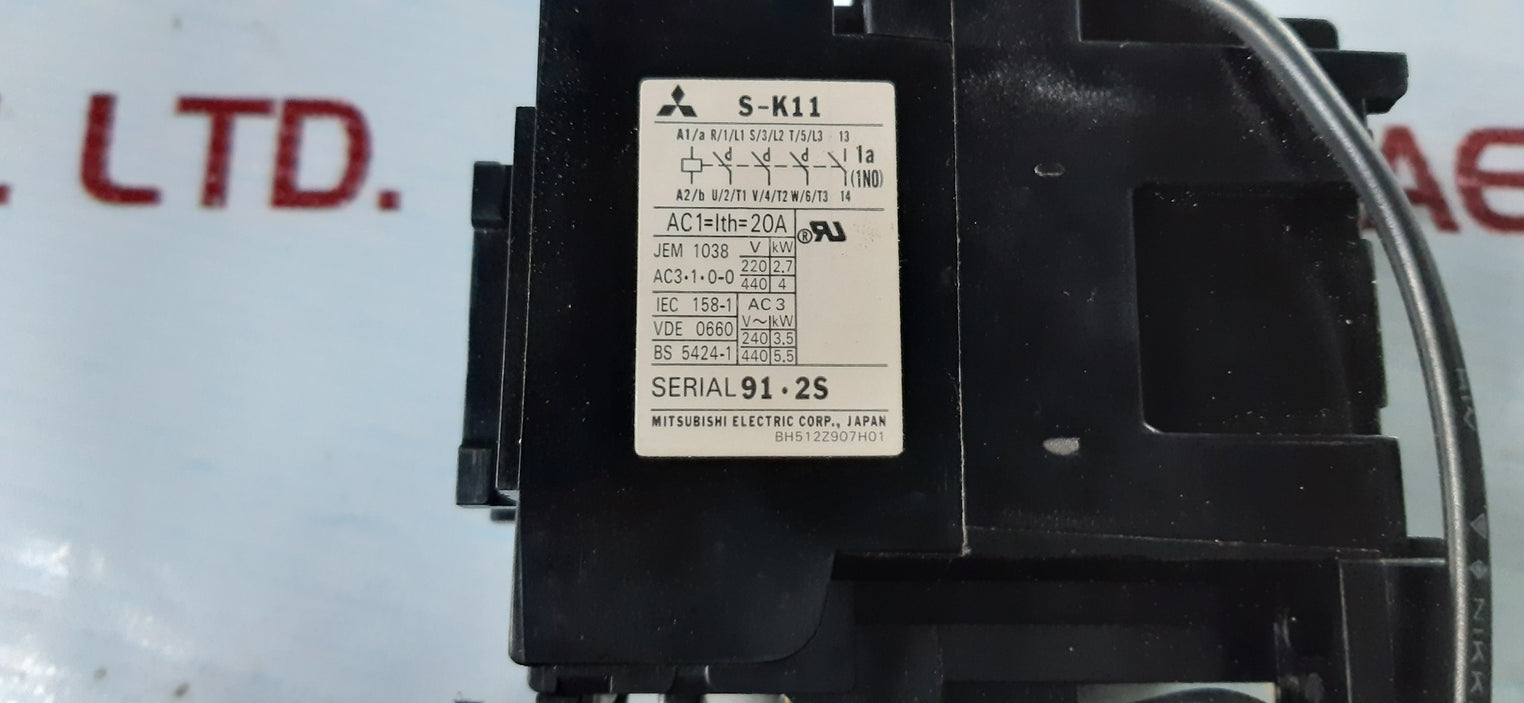 LTD.
S-K11
A1/a R/1/L1 S/3/L2 T/5/L3 13
1a
(1NO)
A2/b U/2/T1 V/4/T2 W/6/T3 14
AC1=Ith=20A
JEM 1038 V kW
220 2.7
AC3·1·0-0
440 4
IEC 158-1 AC3
V~ kW
VDE 0660
240 3.5
BS 5424-1 440 5.5
®RU
SERIAL 91·2S
MITSUBISHI ELECTRIC CORP., JAPAN
BH512Z907H01